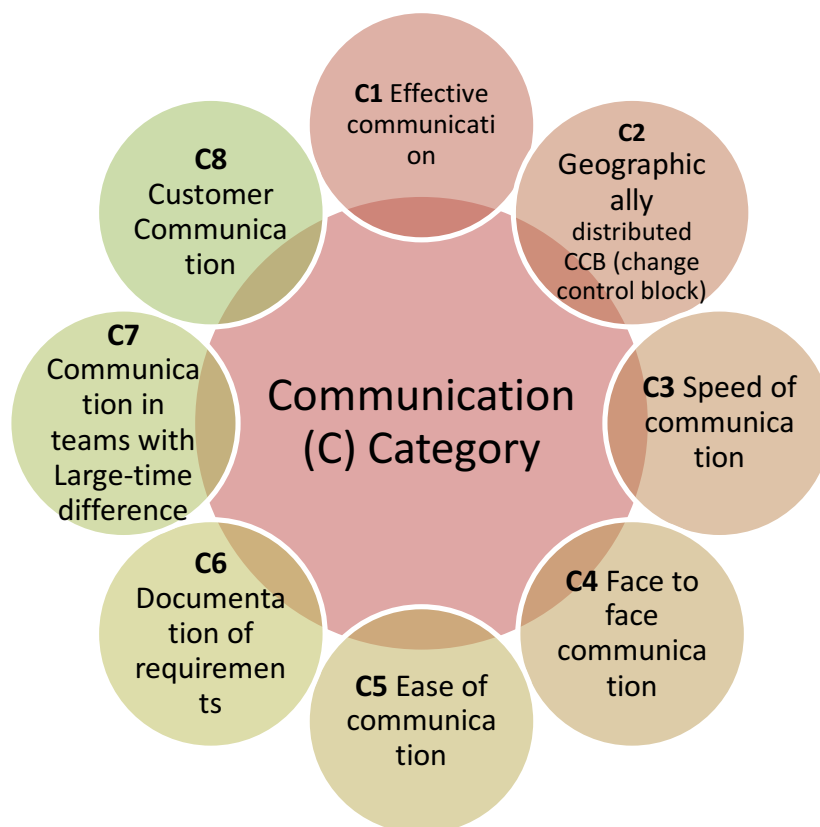 C1 Effective
communicati
on
C2
Geographic
ally
distributed
CCB (change
control block)
C3 Speed of
communica
tion
C4 Face to
face
communica
tion
C5 Ease of
communica
tion
C6
Documenta
tion of
requiremen
ts
C7
Communica
tion in
teams with
Large-time
difference
C8
Customer
Communica
tion
Communication
(C) Category